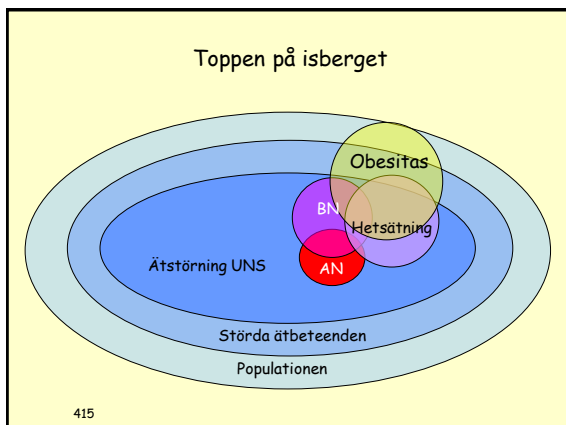 Toppen på isberget
Obesitas
BN
Hetsätning
Ätstörning UNS
AN
Störda ätbeteenden
Populationen
415